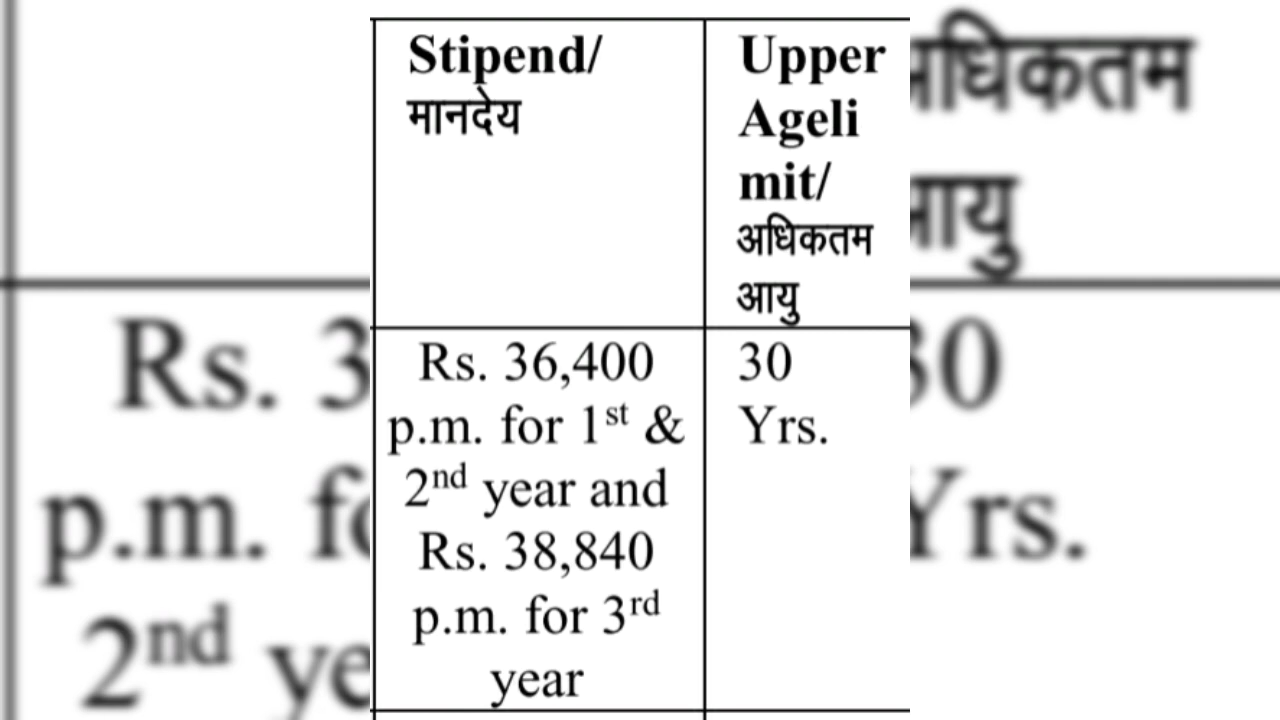 Stipend/
मानदेय
Upper
Ageli
mit/
अधिकतम
आयु
Rs. 36,400
p.m. for 1st &
2nd year and
Rs. 38,840
p.m. for 3rd
year
30
Yrs.